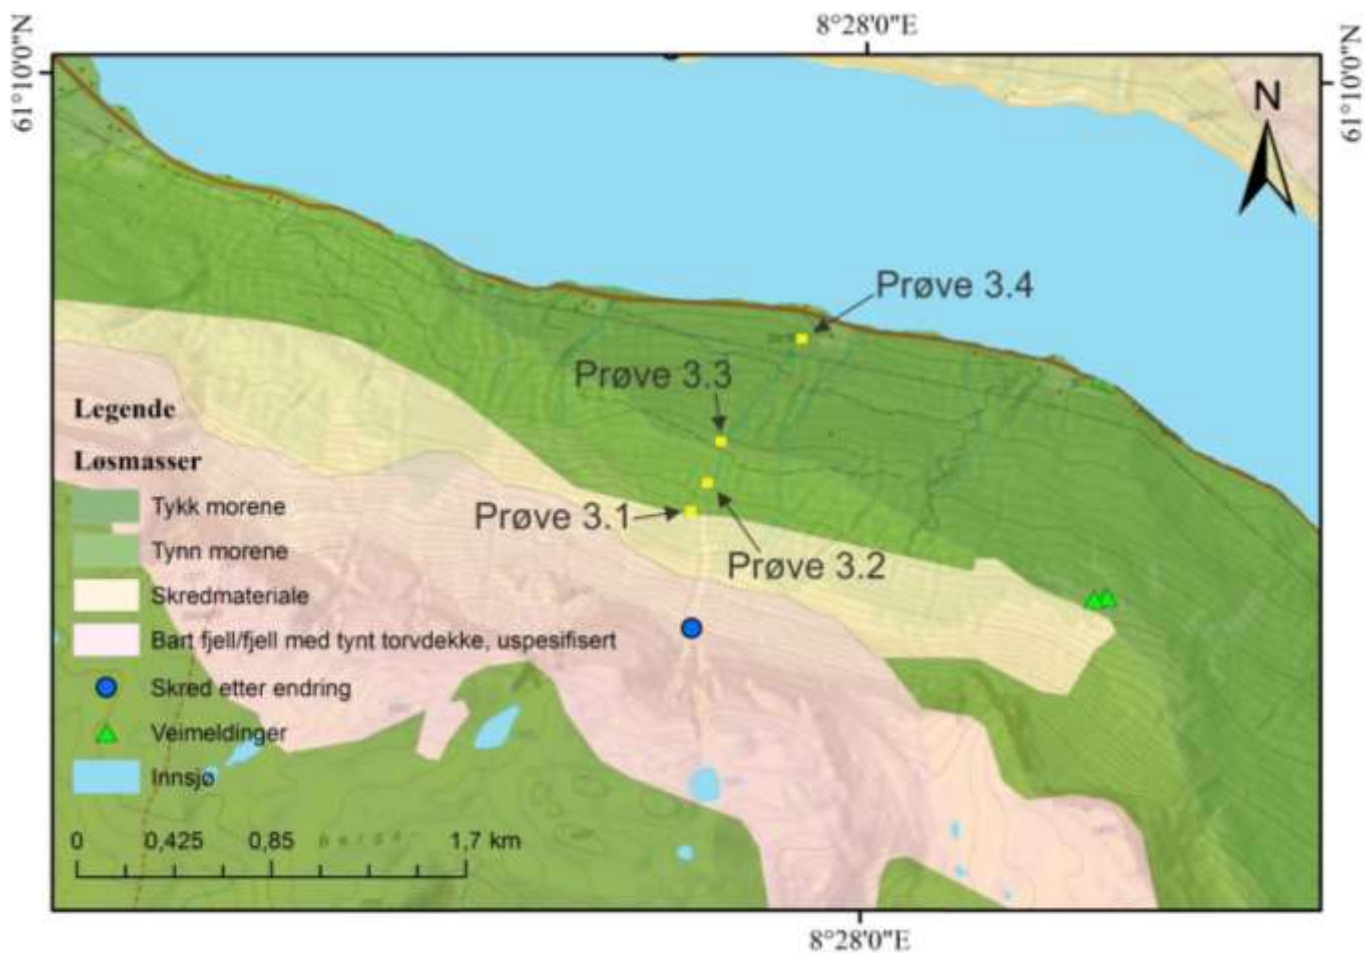 8°28'0"E
61°10'0"N
61°10'0"N
N
Prøve 3.4
Prøve 3.3
Prøve 3.1
Prøve 3.2
Legende
Løsmasser
Tykk morene
Tynn morene
Skredmateriale
Bart fjell/fjell med tynt torvdekke, uspesifisert
Skred etter endring
Veimeldinger
Innsjø
0 0,425 0,85 1,7 km
8°28'0"E